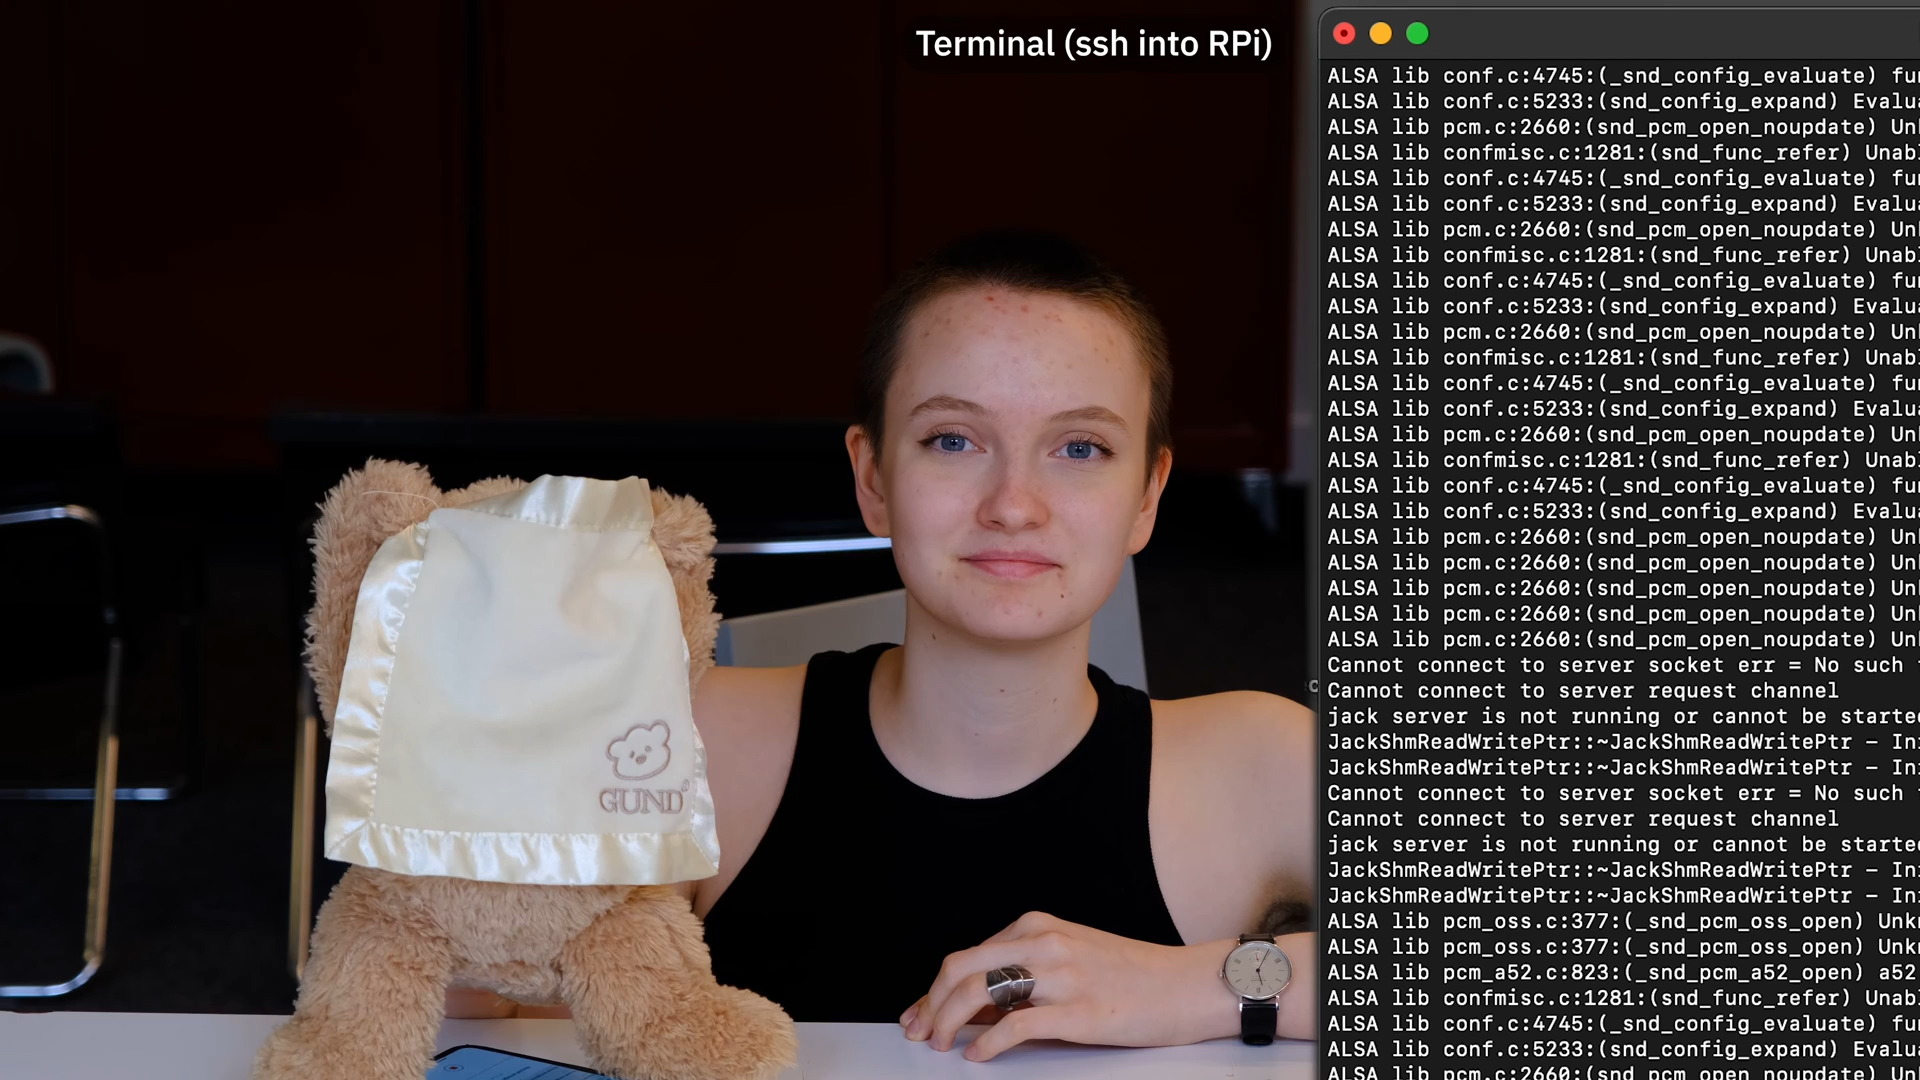 Terminal (ssh into RPi)
ALSA lib conf.c:4745:(_snd_config_evaluate)
ALSA lib conf.c:5233:(snd_config_expand)
ALSA lib pcm.c:2660:(snd_pcm_open_noupdate)
ALSA lib confmisc.c:1281:(snd_func_refer)
ALSA lib conf.c:4745:(_snd_config_evaluate)
ALSA lib conf.c:5233:(snd_config_expand)
ALSA lib pcm.c:2660:(snd_pcm_open_noupdate)
ALSA lib confmisc.c:1281:(snd_func_refer)
ALSA lib conf.c:4745:(_snd_config_evaluate)
ALSA lib conf.c:5233:(snd_config_expand)
ALSA lib pcm.c:2660:(snd_pcm_open_noupdate)
ALSA lib confmisc.c:1281:(snd_func_refer)
ALSA lib conf.c:4745:(_snd_config_evaluate)
ALSA lib conf.c:5233:(snd_config_expand)
ALSA lib pcm.c:2660:(snd_pcm_open_noupdate)
ALSA lib confmisc.c:1281:(snd_func_refer)
ALSA lib conf.c:4745:(_snd_config_evaluate)
ALSA lib conf.c:5233:(snd_config_expand)
ALSA lib pcm.c:2660:(snd_pcm_open_noupdate)
ALSA lib pcm.c:2660:(snd_pcm_open_noupdate)
ALSA lib pcm.c:2660:(snd_pcm_open_noupdate)
ALSA lib pcm.c:2660:(snd_pcm_open_noupdate)
ALSA lib pcm.c:2660:(snd_pcm_open_noupdate)
Cannot connect to server socket err = No such
Cannot connect to server request channel
jack server is not running or cannot be started
JackShmReadWritePtr::~JackShmReadWritePtr -
JackShmReadWritePtr::~JackShmReadWritePtr -
Cannot connect to server socket err = No such
Cannot connect to server request channel
jack server is not running or cannot be started
JackShmReadWritePtr::~JackShmReadWritePtr -
JackShmReadWritePtr::~JackShmReadWritePtr -
ALSA lib pcm_oss.c:377:(_snd_pcm_oss_open)
ALSA lib pcm_oss.c:377:(_snd_pcm_oss_open)
ALSA lib pcm_a52.c:823:(_snd_pcm_a52_open) a52
ALSA lib confmisc.c:1281:(snd_func_refer)
ALSA lib conf.c:4745:(_snd_config_evaluate)
ALSA lib conf.c:5233:(snd_config_expand)
ALSA lib pcm.c:2660:(snd_pcm_open_noupdate)
GUND